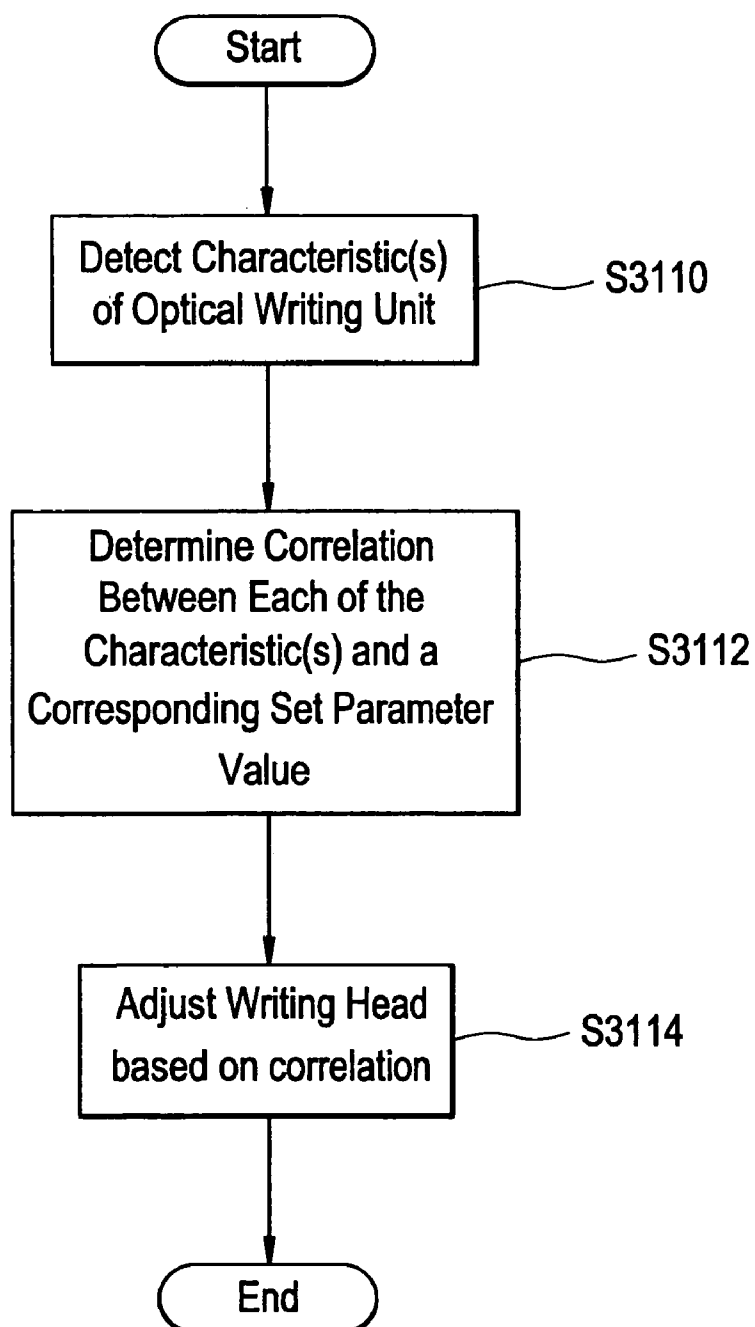 Start
Detect Characteristic(s)
of Optical Writing Unit
S3110
Determine Correlation
Between Each of the
Characteristic(s) and a
Corresponding Set Parameter
Value
S3112
Adjust Writing Head
based on correlation
S3114
End